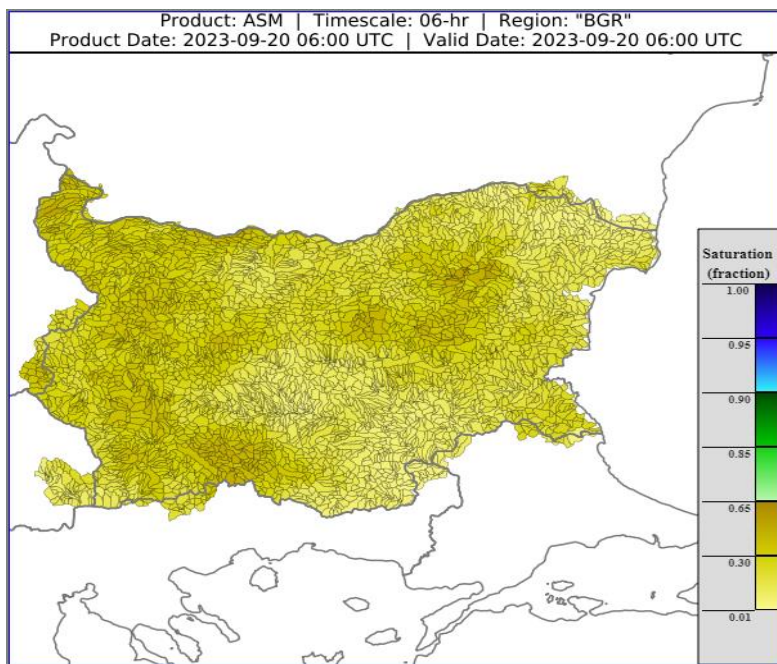 Product: ASM | Timescale: 06-hr | Region: "BGR"
Product Date: 2023-09-20 06:00 UTC | Valid Date: 2023-09-20 06:00 UTC
Saturation
(fraction)
1.00
0.95
0.90
0.85
0.65
0.30
0.01